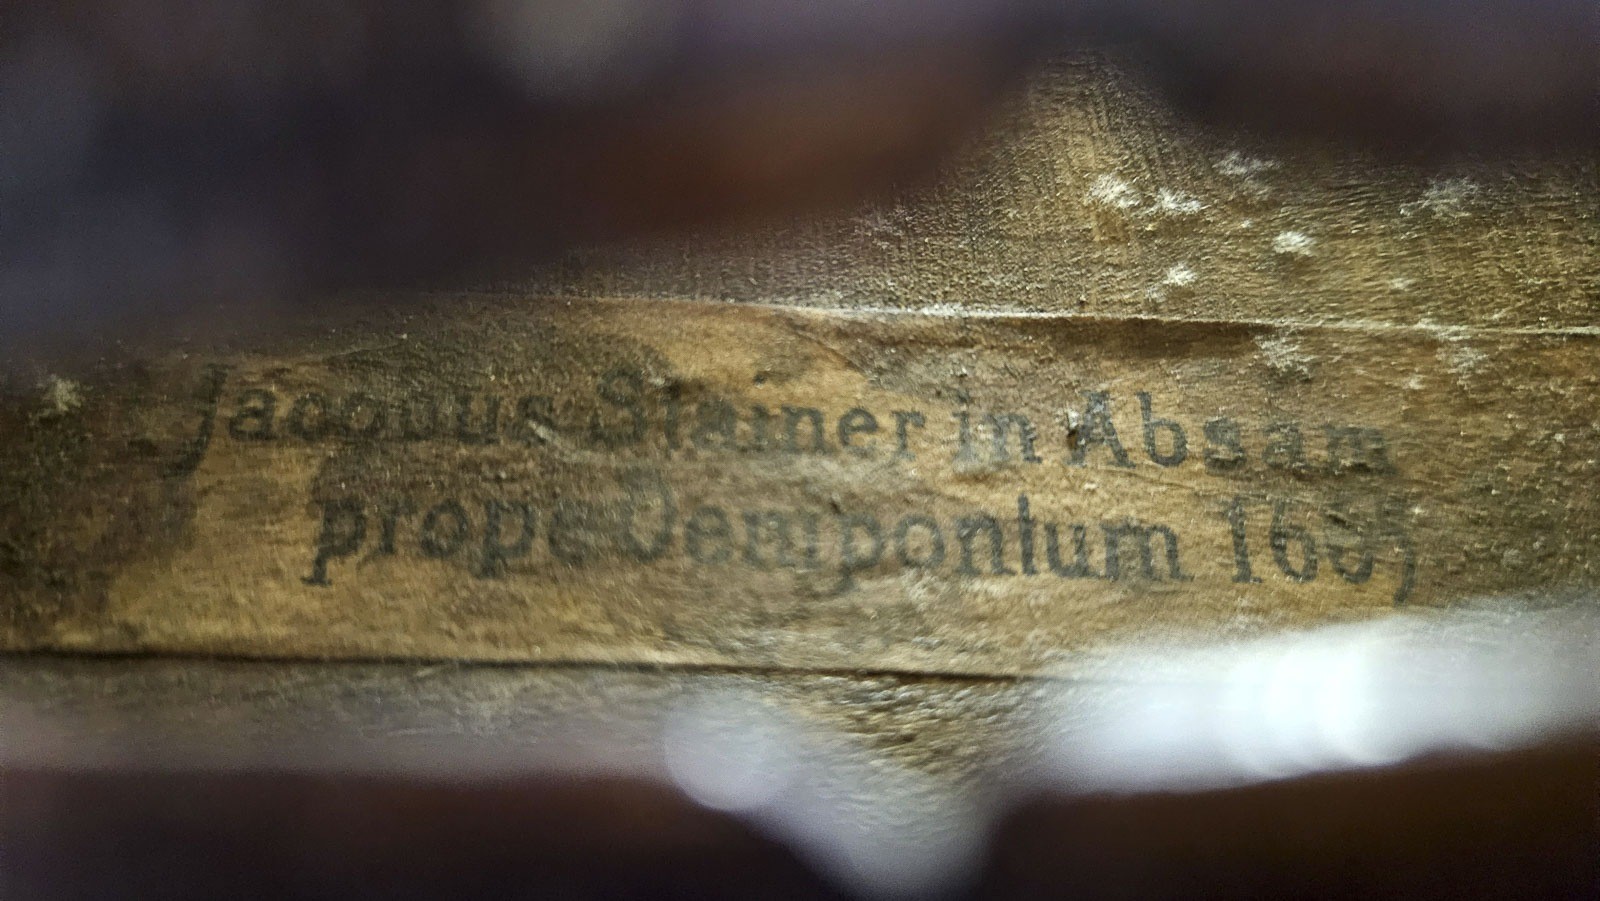 Jacobus Stainer in Absam
prope Oenipontum